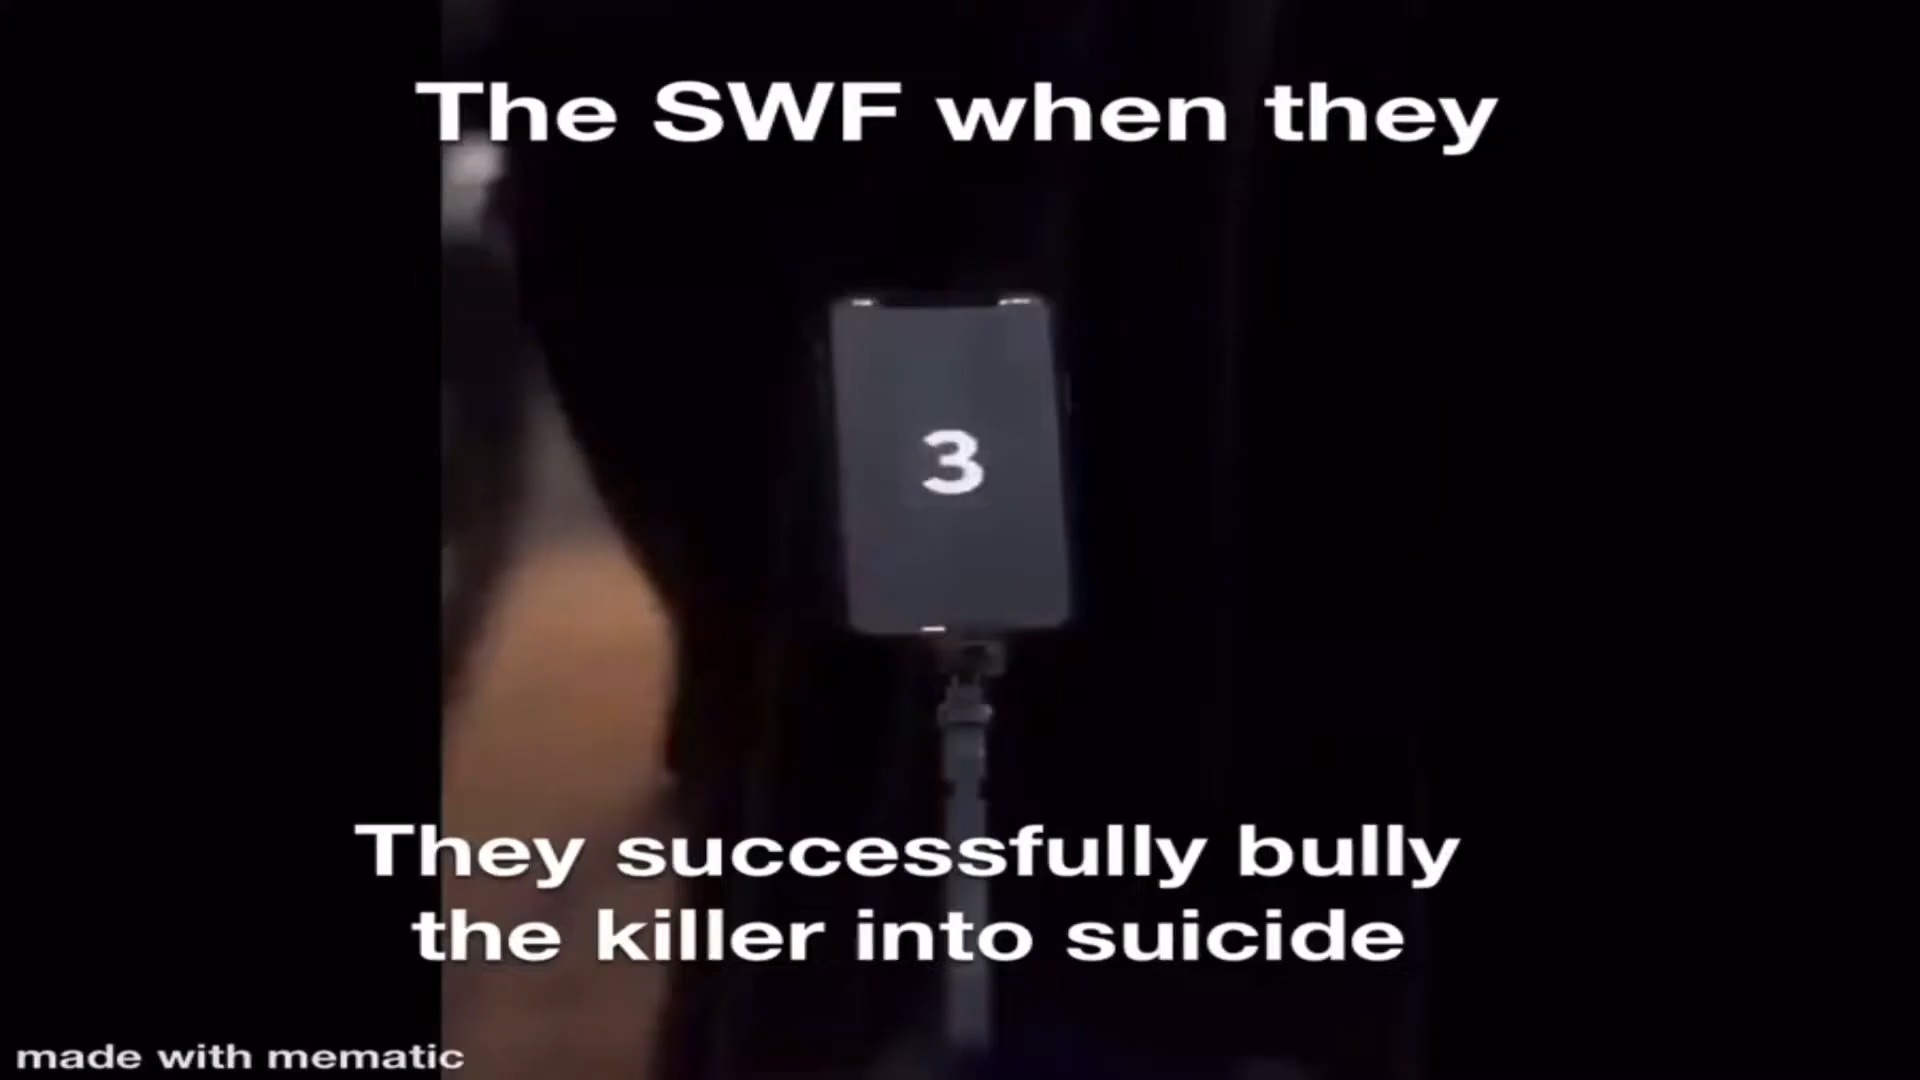 The SWF when they
3
They successfully bully
the killer into suicide
made with mematic